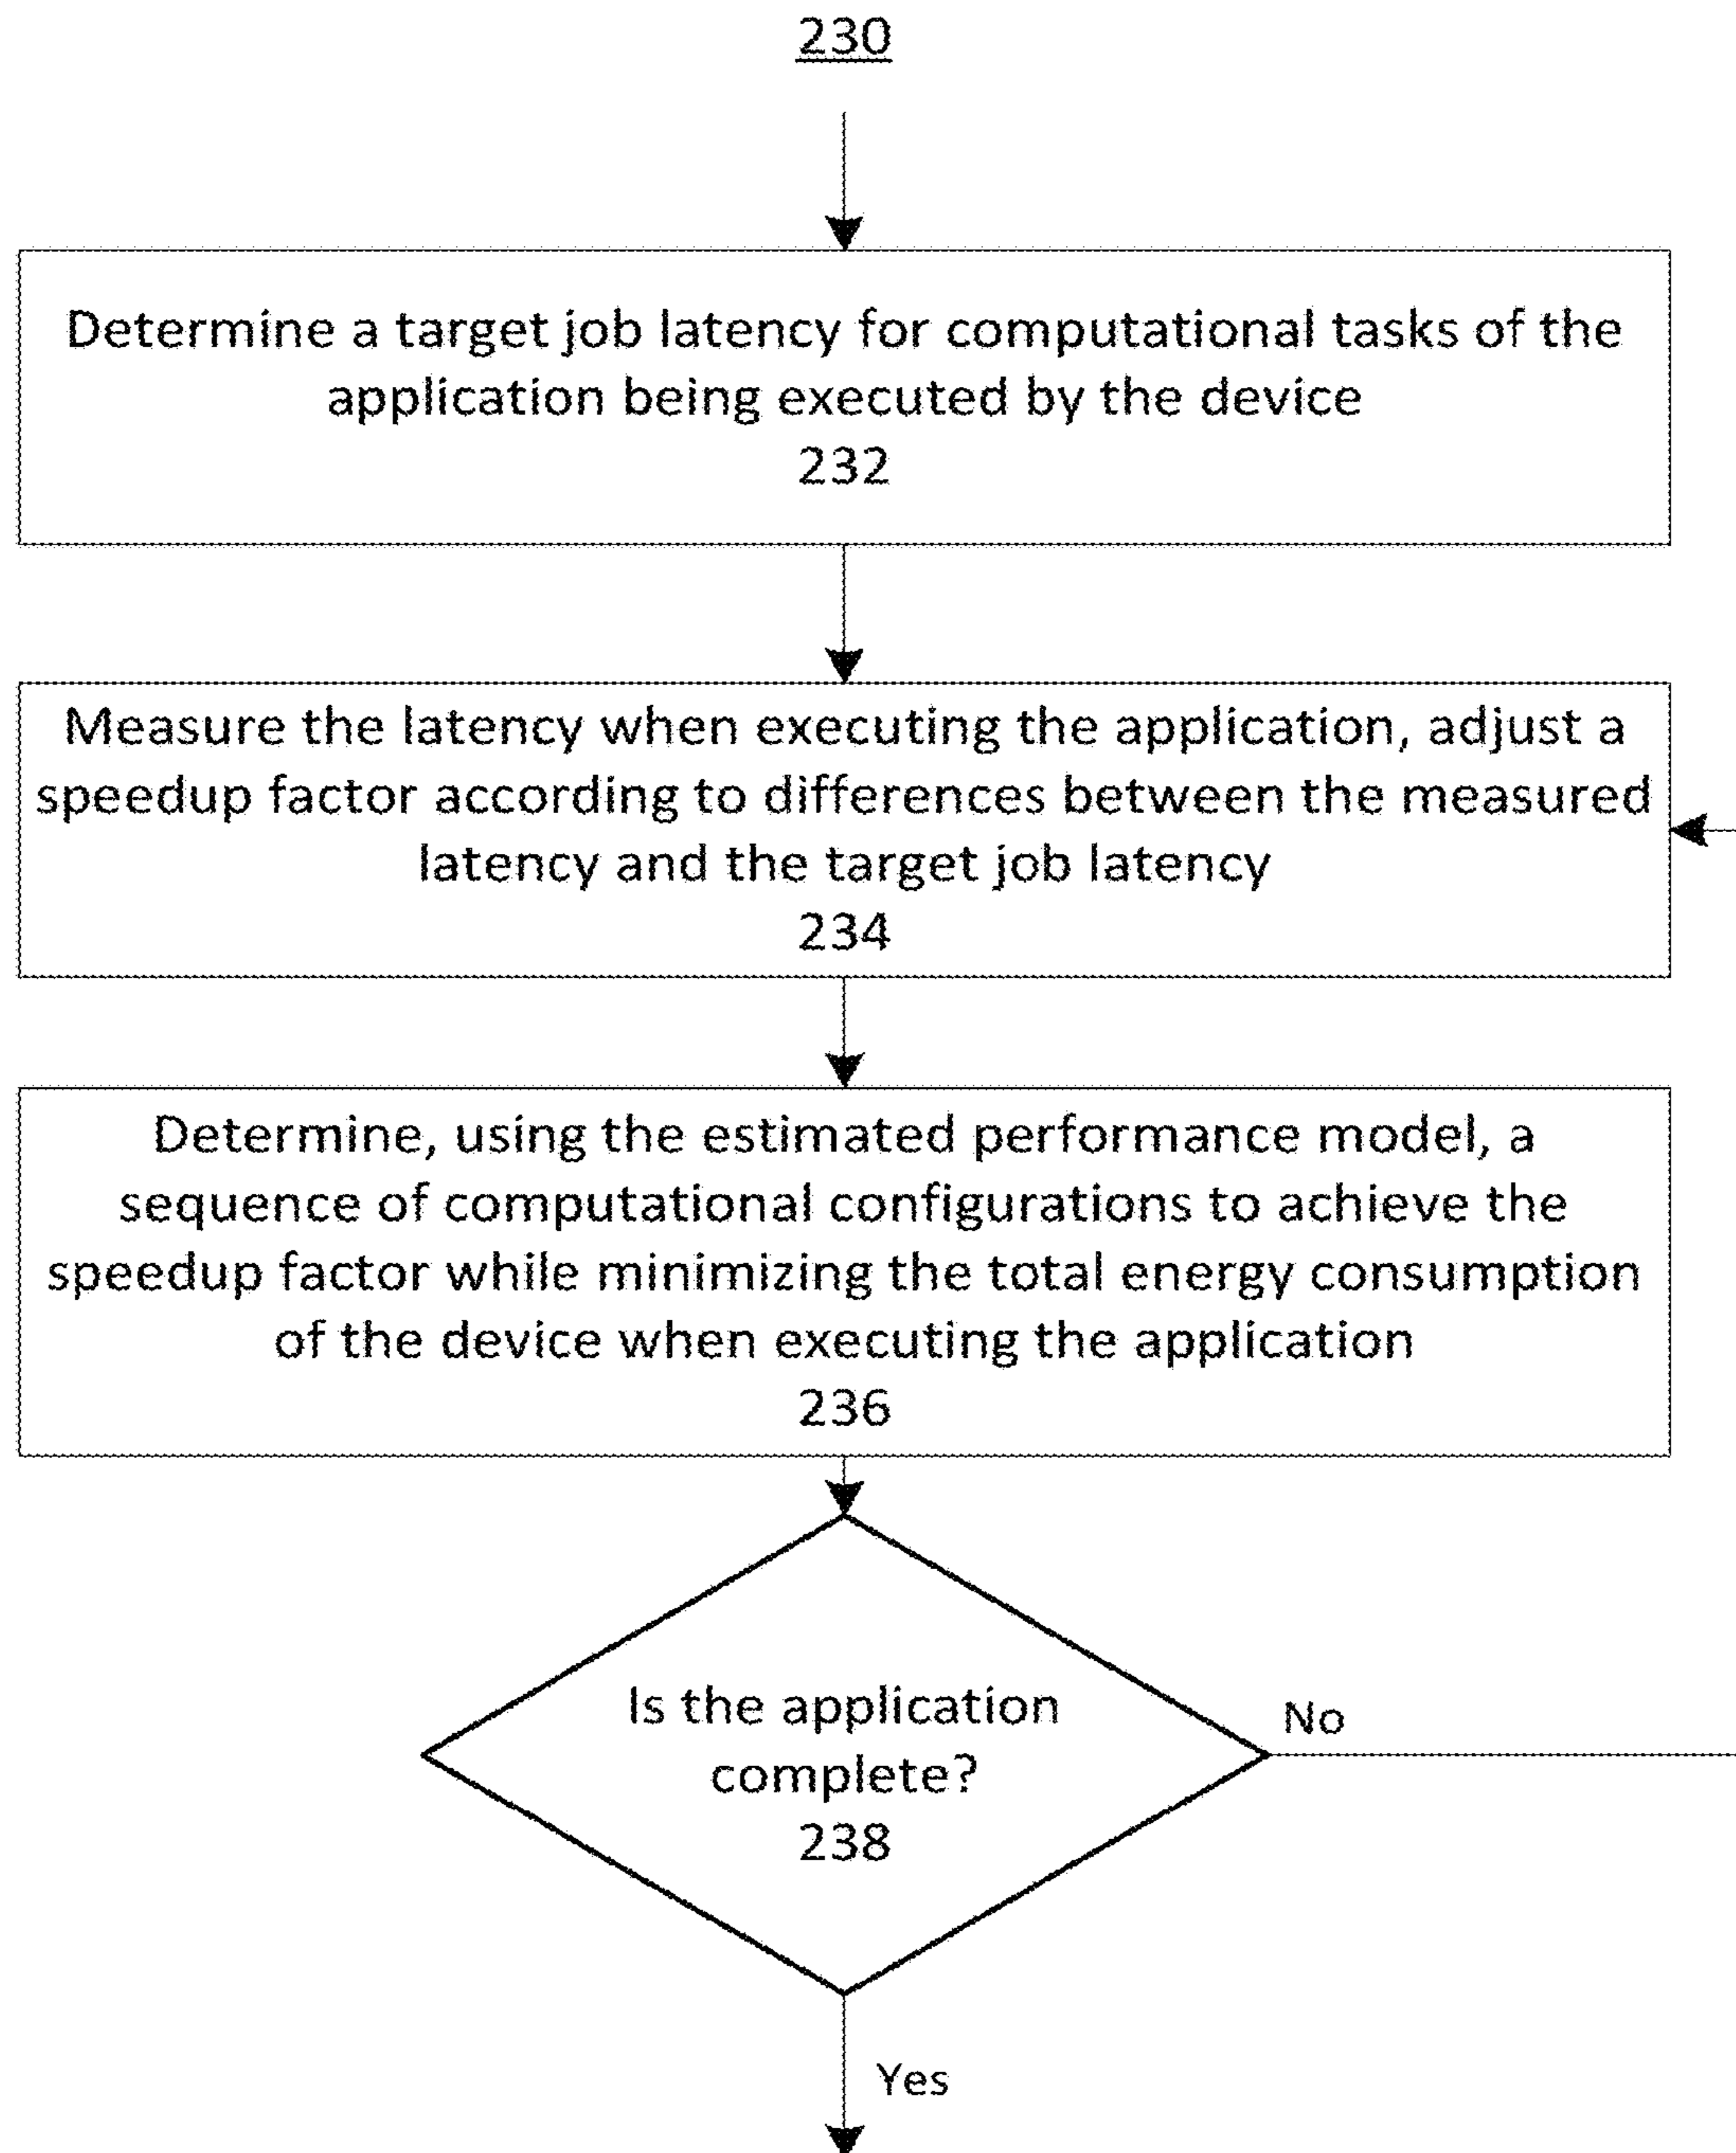 230
Determine a target job latency for computational tasks of the
application being executed by the device
232
Measure the latency when executing the application, adjust a
speedup factor according to differences between the measured
latency and the target job latency
234
Determine, using the estimated performance model, a
sequence of computational configurations to achieve the
speedup factor while minimizing the total energy consumption
of the device when executing the application
236
Is the application
complete?
238
No
Yes